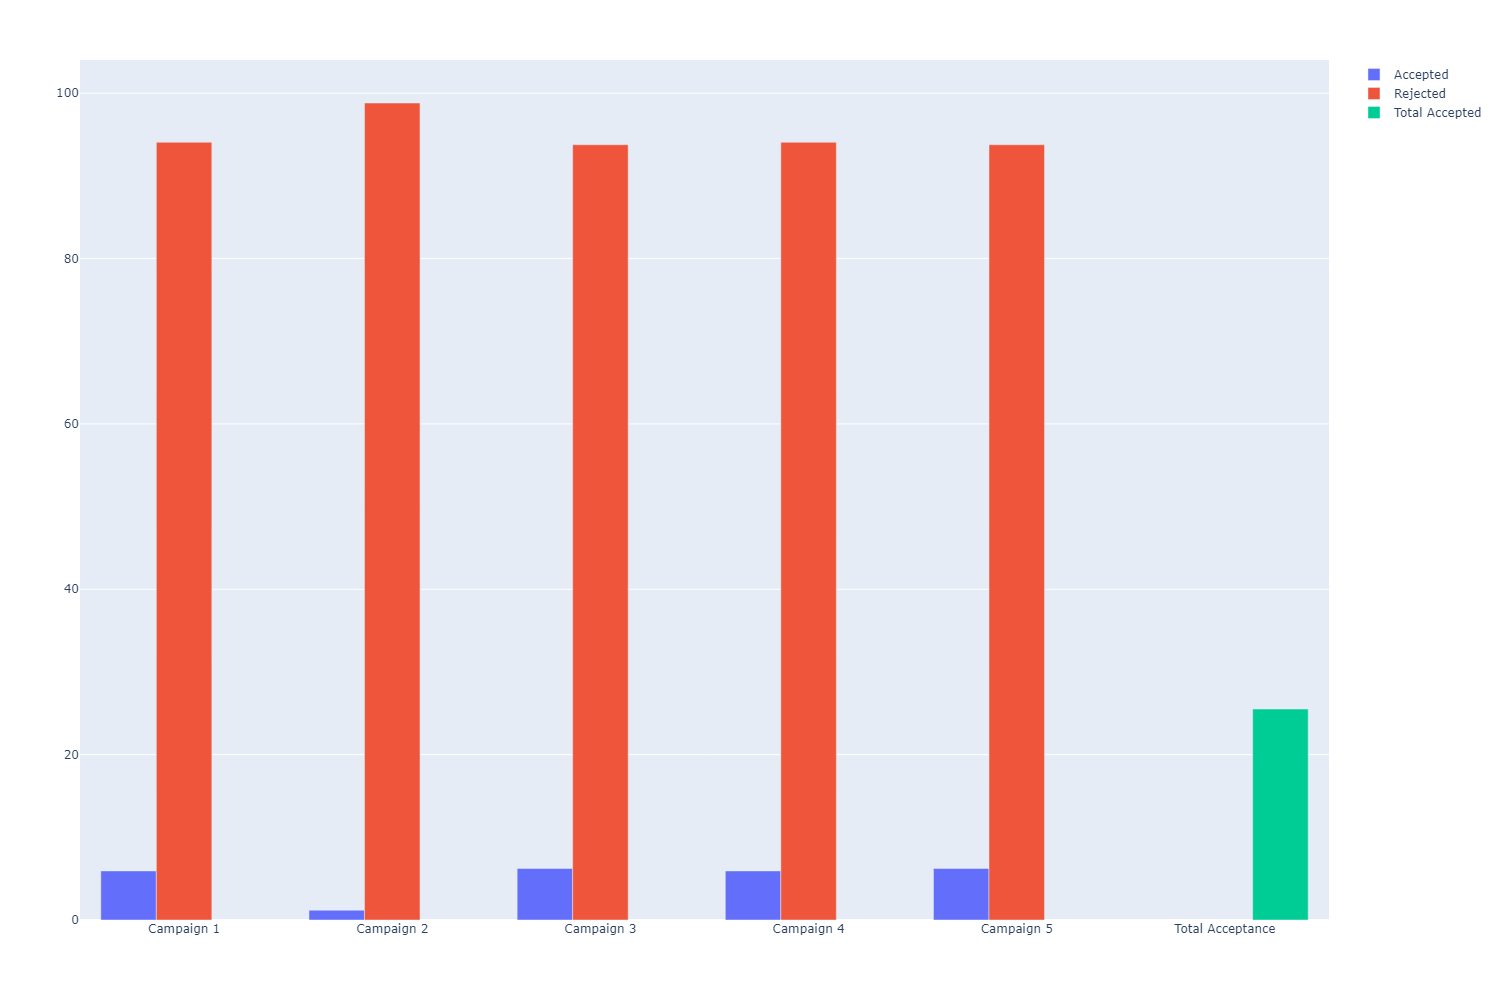 100
80
60
40
20
0
Campaign 1
Campaign 2
Campaign 3
Campaign 4
Campaign 5
Total Acceptance
Accepted
Rejected
Total Accepted